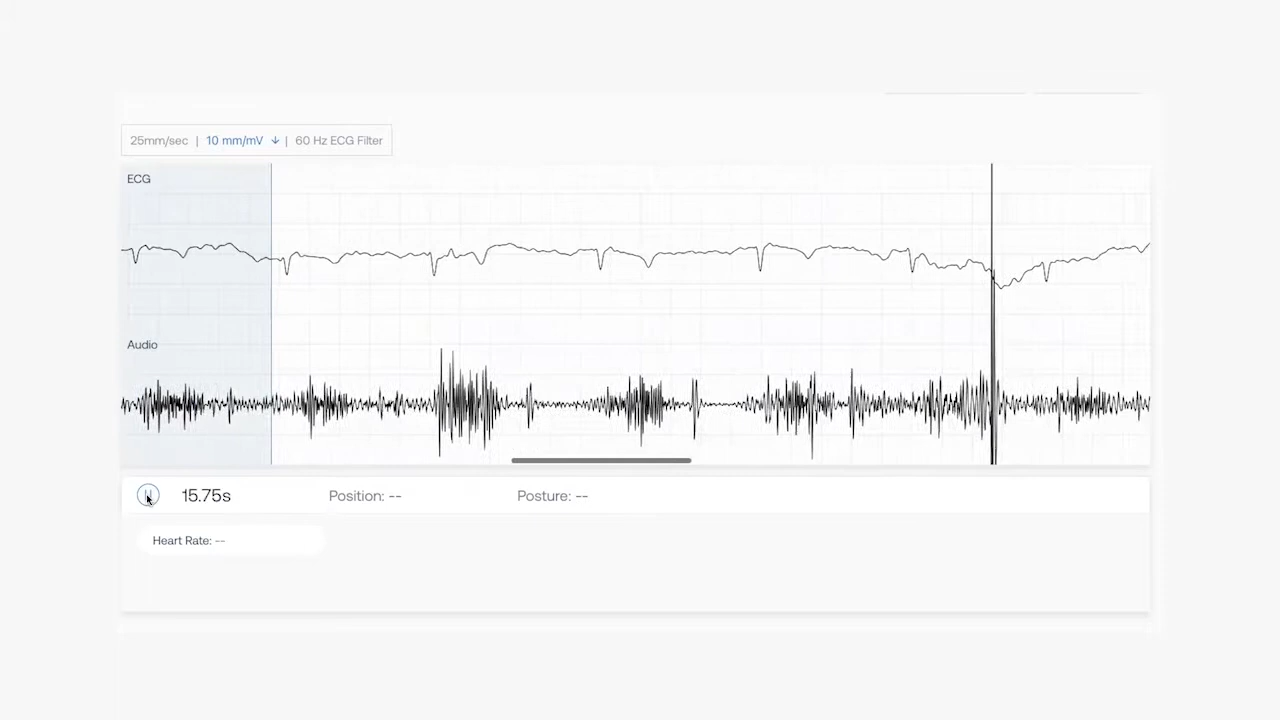 25mm/sec | 10 mm/mV ↓ | 60 Hz ECG Filter
ECG
Audio
15.75s Position: -- Posture: --
Heart Rate: --